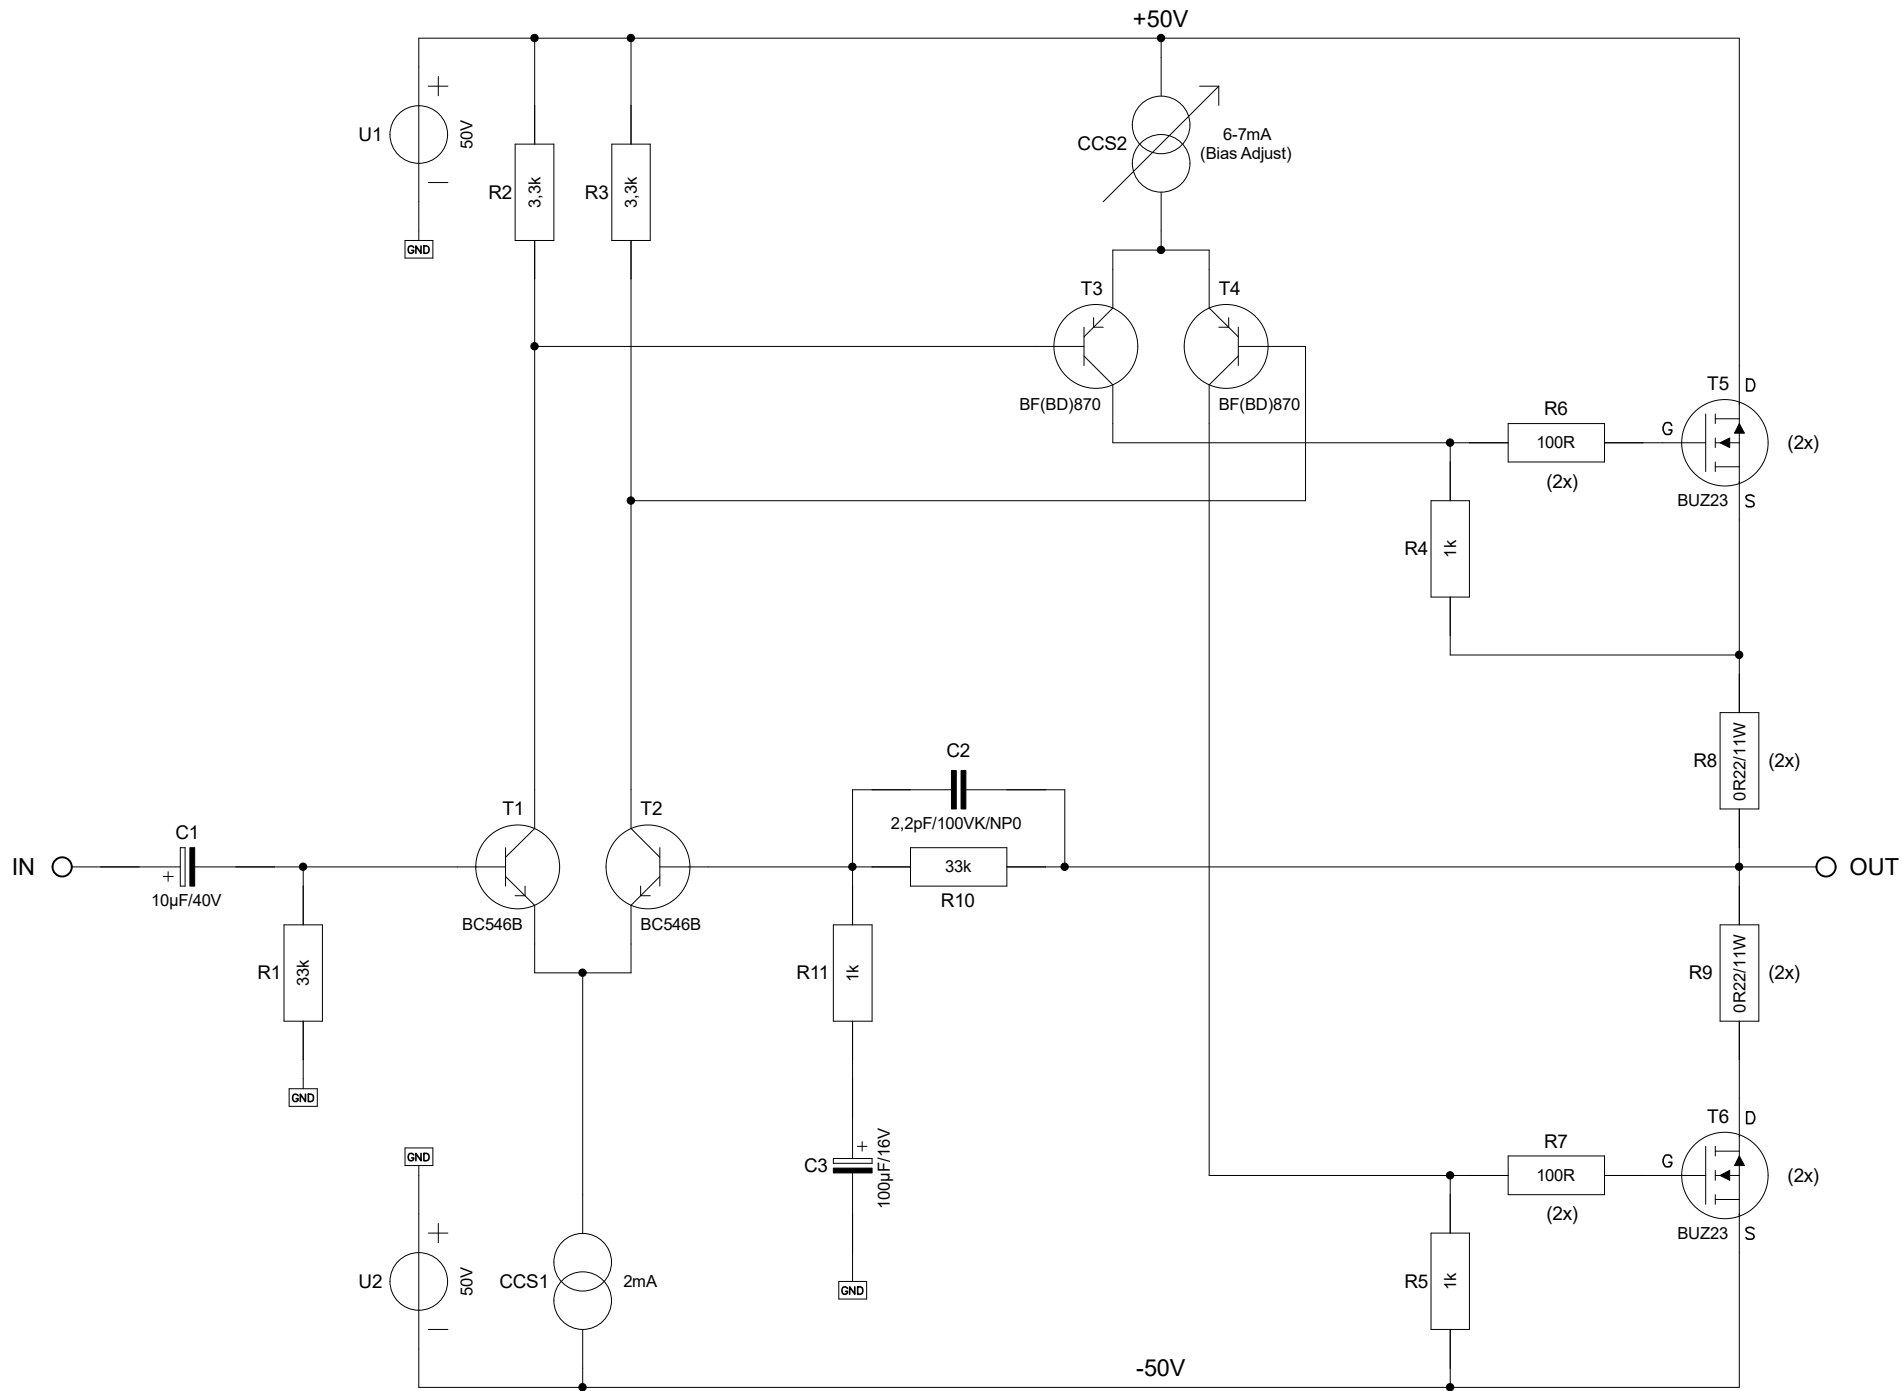 +50V
U1
+
50V
—
GND
R2
3,3k
R3
3,3k
CCS2
6-7mA
(Bias Adjust)
T3
T4
BF(BD)870
BF(BD)870
R6
100R
(2x)
T5
D
G
(2x)
BUZ23
S
R4
1k
R8
0R22/11W
(2x)
C2
2,2pF/100VK/NP0
T1
T2
IN
C1
+
10µF/40V
33k
R10
OUT
BC546B
BC546B
R1
33k
GND
R11
1k
R9
0R22/11W
(2x)
GND
C3
+
100µF/16V
GND
R7
100R
(2x)
T6
D
G
(2x)
BUZ23
S
U2
+
50V
—
CCS1
2mA
R5
1k
-50V